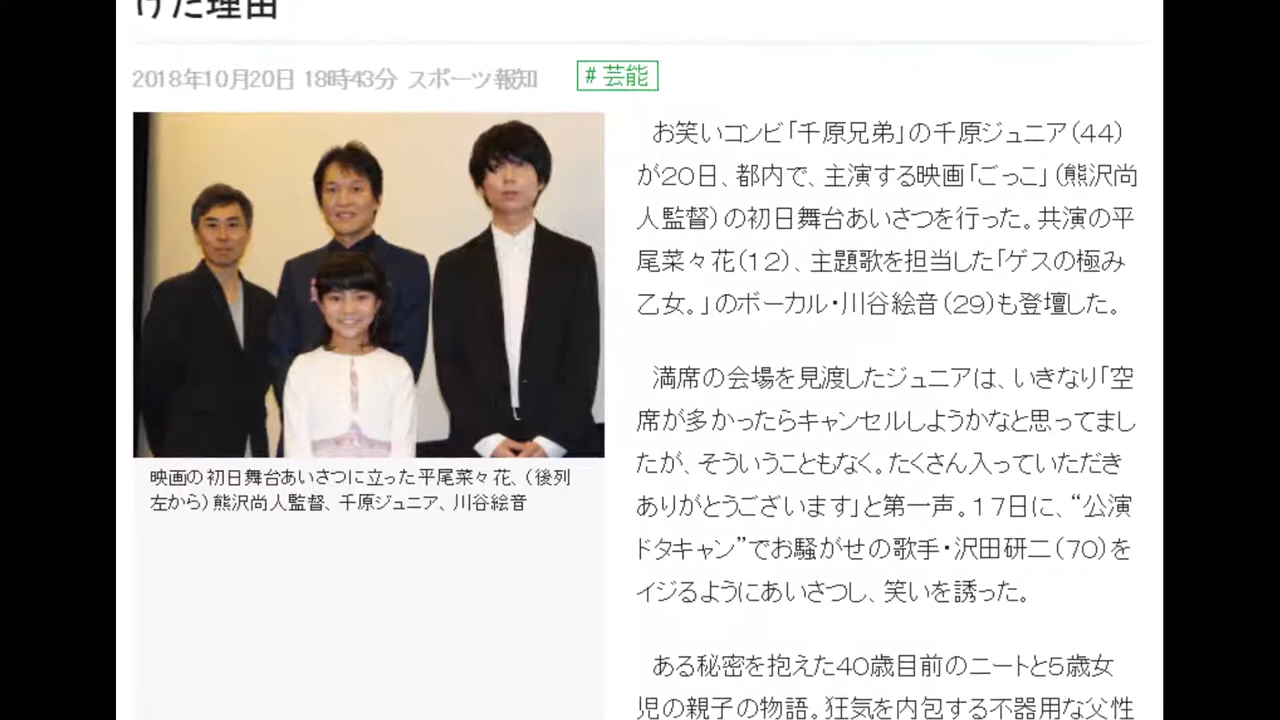 けた理由
2018年10月20日 18時43分 スポーツ報知
# 芸能
お笑いコンビ「千原兄弟」の千原ジュニア(44)
が20日、都内で、主演する映画「ごっこ」(熊沢尚
人監督)の初日舞台あいさつを行った。共演の平
尾菜々花(12)、主題歌を担当した「ゲスの極み
乙女。」のボーカル・川谷絵音(29)も登壇した。
満席の会場を見渡したジュニアは、いきなり「空
席が多かったらキャンセルしようかなと思ってまし
たが、そういうこともなく。たくさん入っていただき
ありがとうございます」と第一声。17日に、“公演
ドタキャン”でお騒がせの歌手・沢田研二(70)を
イジるようにあいさつし、笑いを誘った。
ある秘密を抱えた40歳目前のニートと5歳女
児の親子の物語。狂気を内包する不器用な父性
映画の初日舞台あいさつに立った平尾菜々花、(後列
左から)熊沢尚人監督、千原ジュニア、川谷絵音